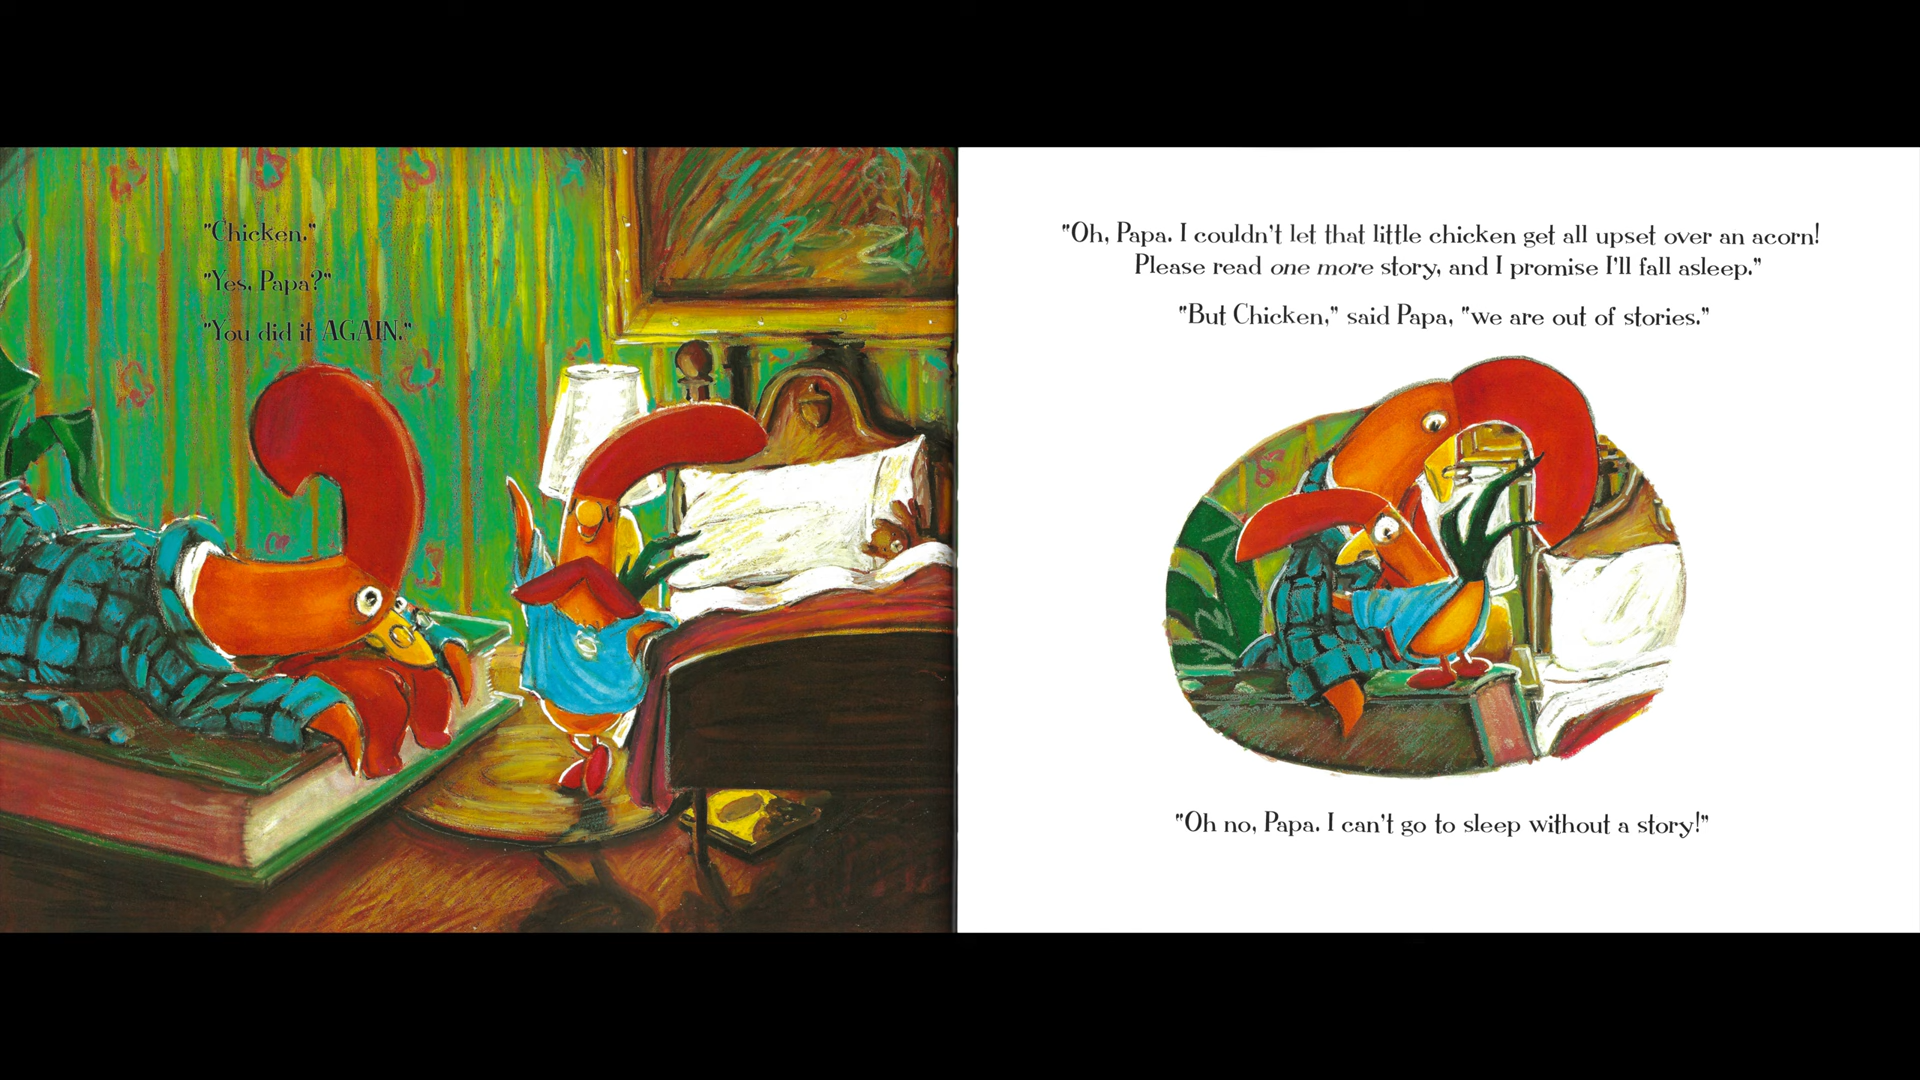 "Chicken."
"Yes, Papa?"
"You did it AGAIN."
"Oh, Papa. I couldn't let that little chicken get all upset over an acorn!
Please read one more story, and I promise I'll fall asleep."
"But Chicken," said Papa, "we are out of stories."
"Oh no, Papa. I can't go to sleep without a story!"